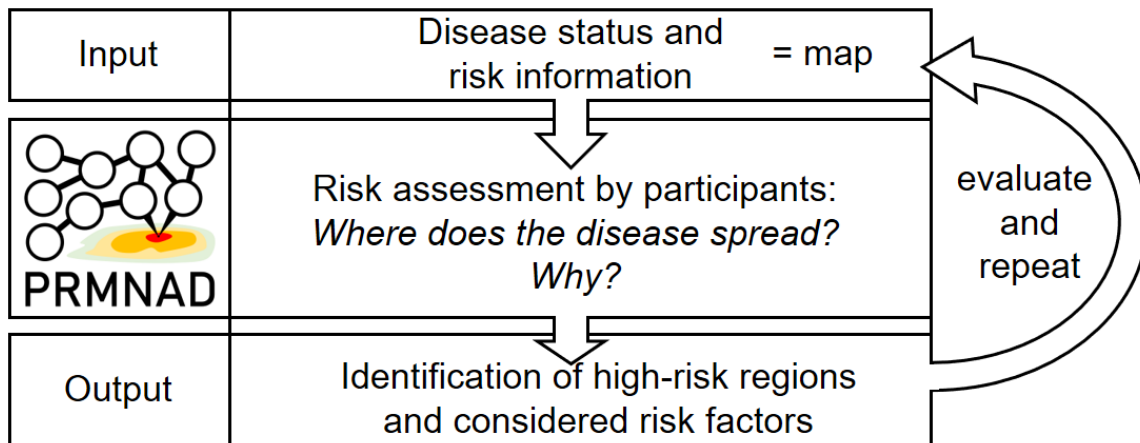 Input
Disease status and
risk information
= map
PRMNAD
Risk assessment by participants:
Where does the disease spread?
Why?
evaluate
and
repeat
Output
Identification of high-risk regions
and considered risk factors